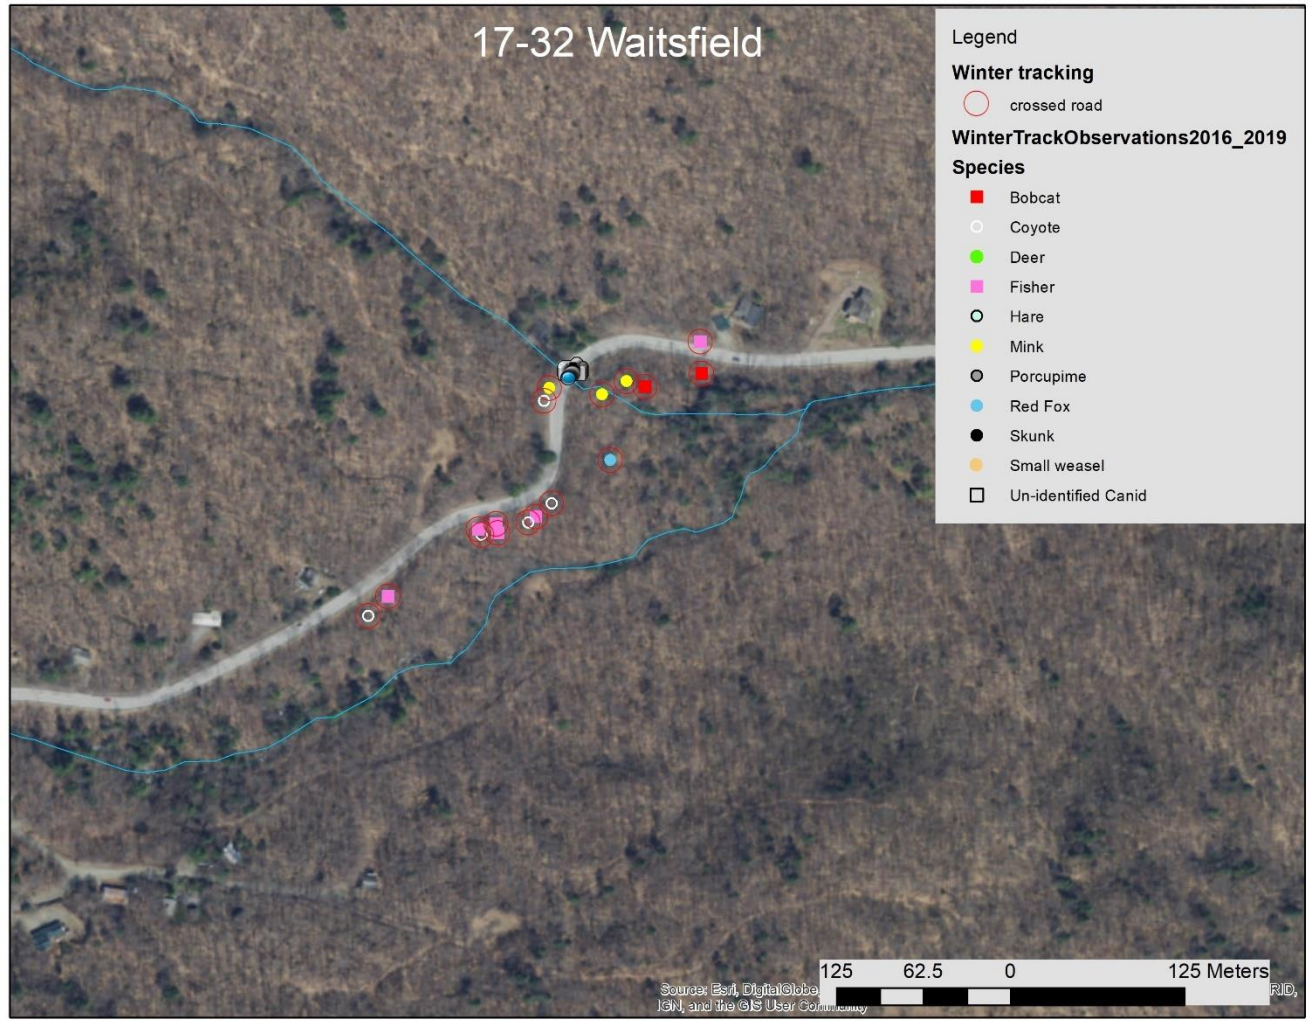 17-32 Waitsfield
Legend
Winter tracking
crossed road
WinterTrackObservations2016_2019
Species
Bobcat
Coyote
Deer
Fisher
Hare
Mink
Porcupime
Red Fox
Skunk
Small weasel
Un-identified Canid
125 62.5 0 125 Meters
Source: Esri, DigitalGlobe,
IGN, and the GIS User Community